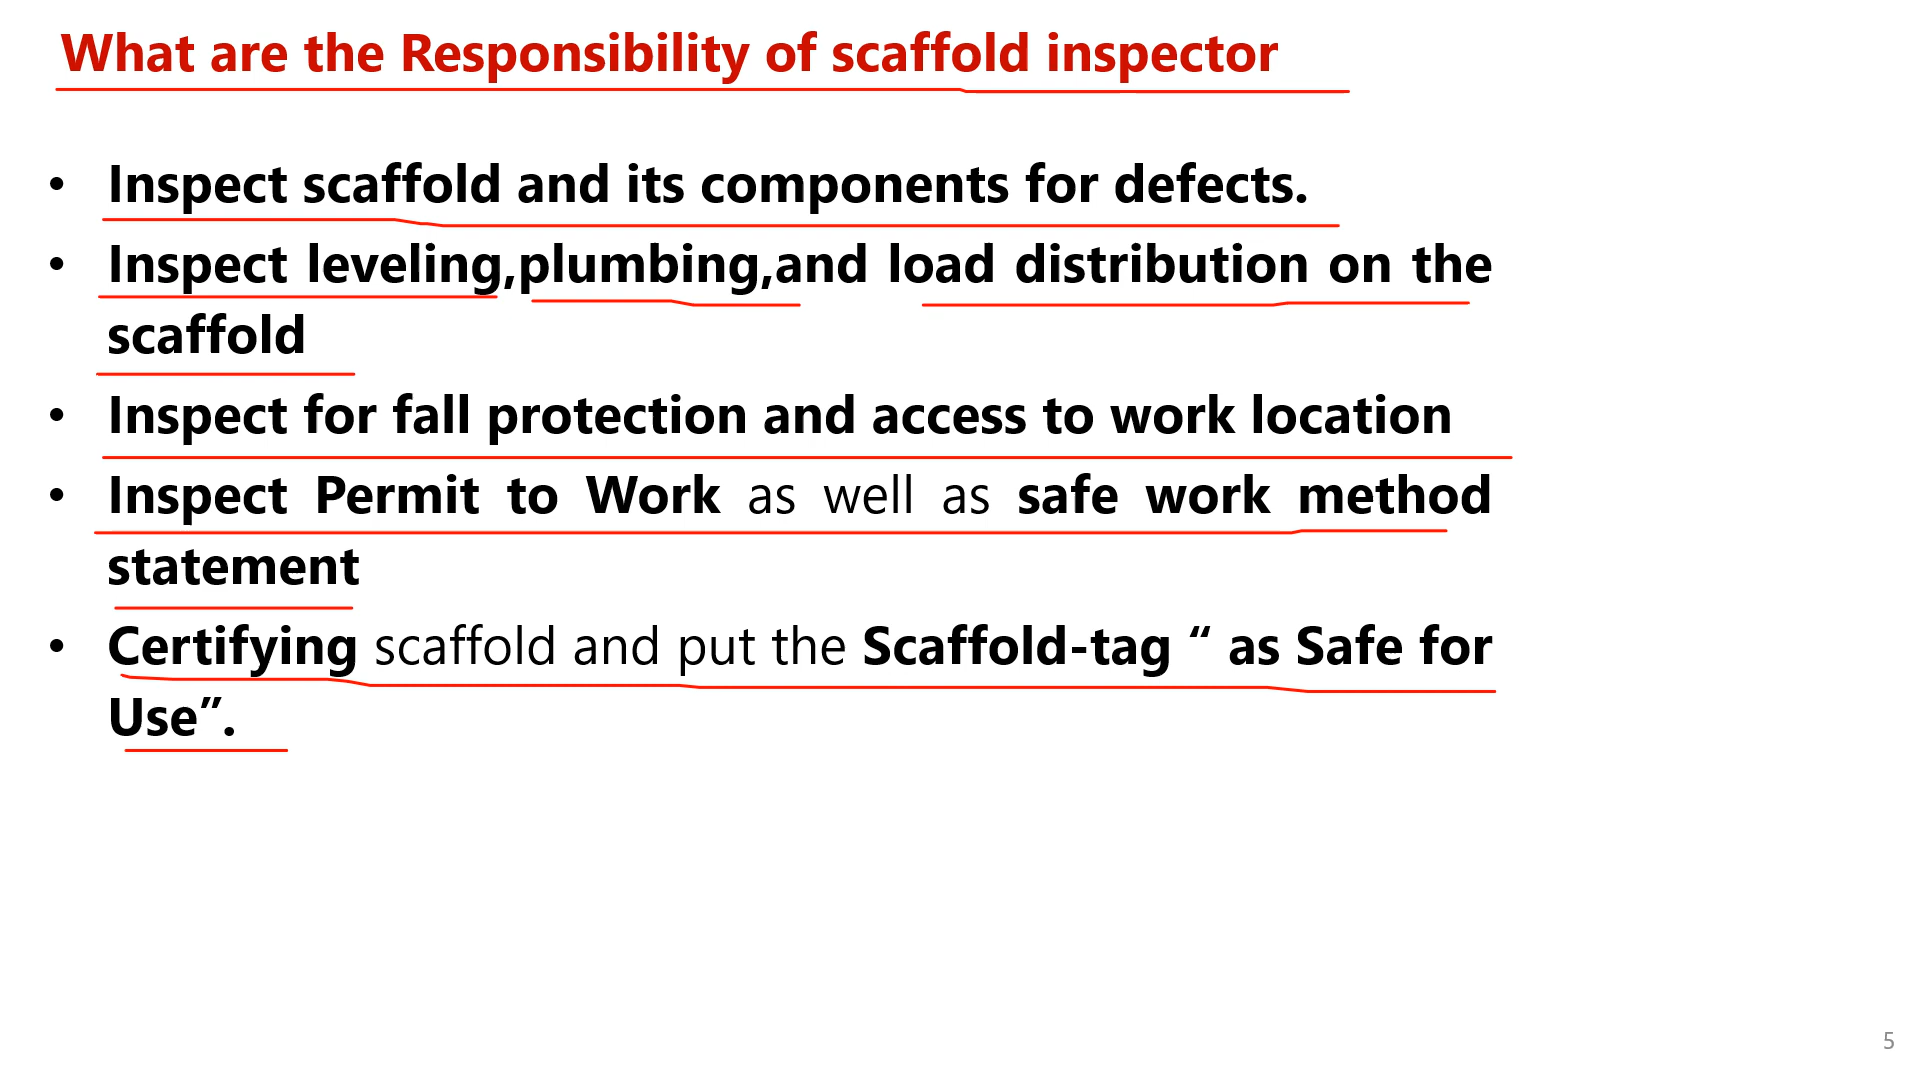 What are the Responsibility of scaffold inspector
• Inspect scaffold and its components for defects.
• Inspect leveling,plumbing,and load distribution on the
scaffold
• Inspect for fall protection and access to work location
• Inspect Permit to Work as well as safe work method
statement
• Certifying scaffold and put the Scaffold-tag “ as Safe for
Use”.
5